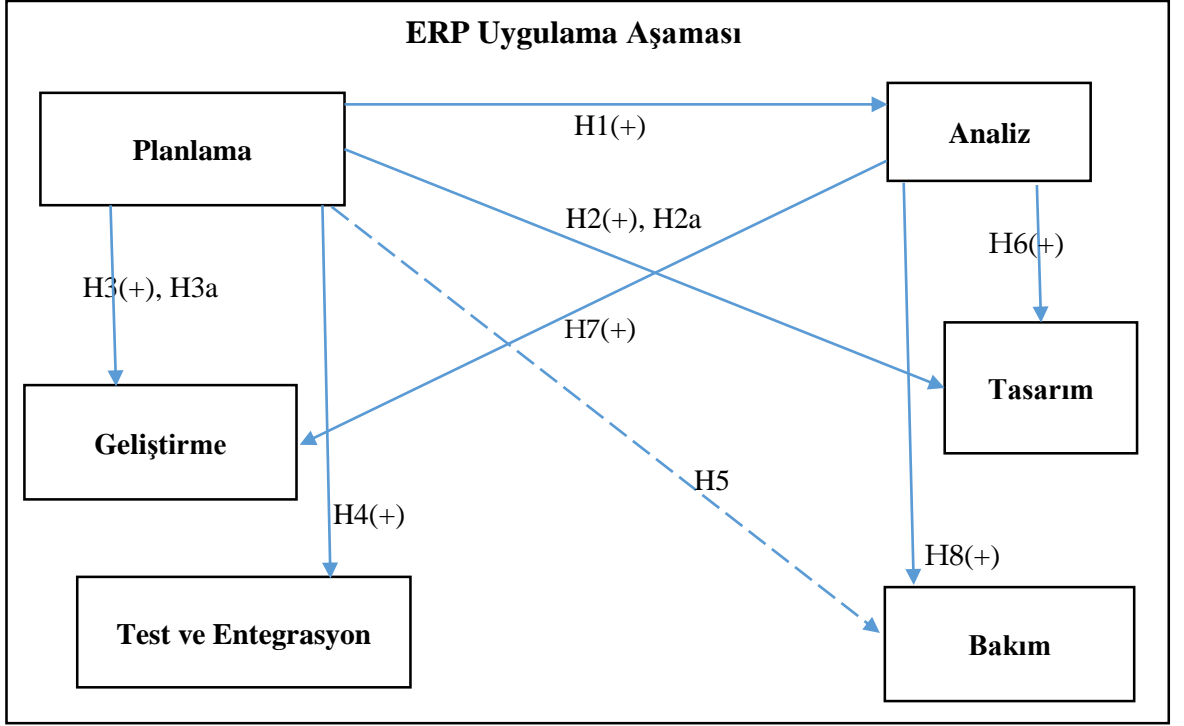 ERP Uygulama Aşaması
Planlama
H1(+)
Analiz
H2(+), H2a
H6(+)
H3(+), H3a
H7(+)
Tasarım
Geliştirme
H5
H4(+)
H8(+)
Test ve Entegrasyon
Bakım